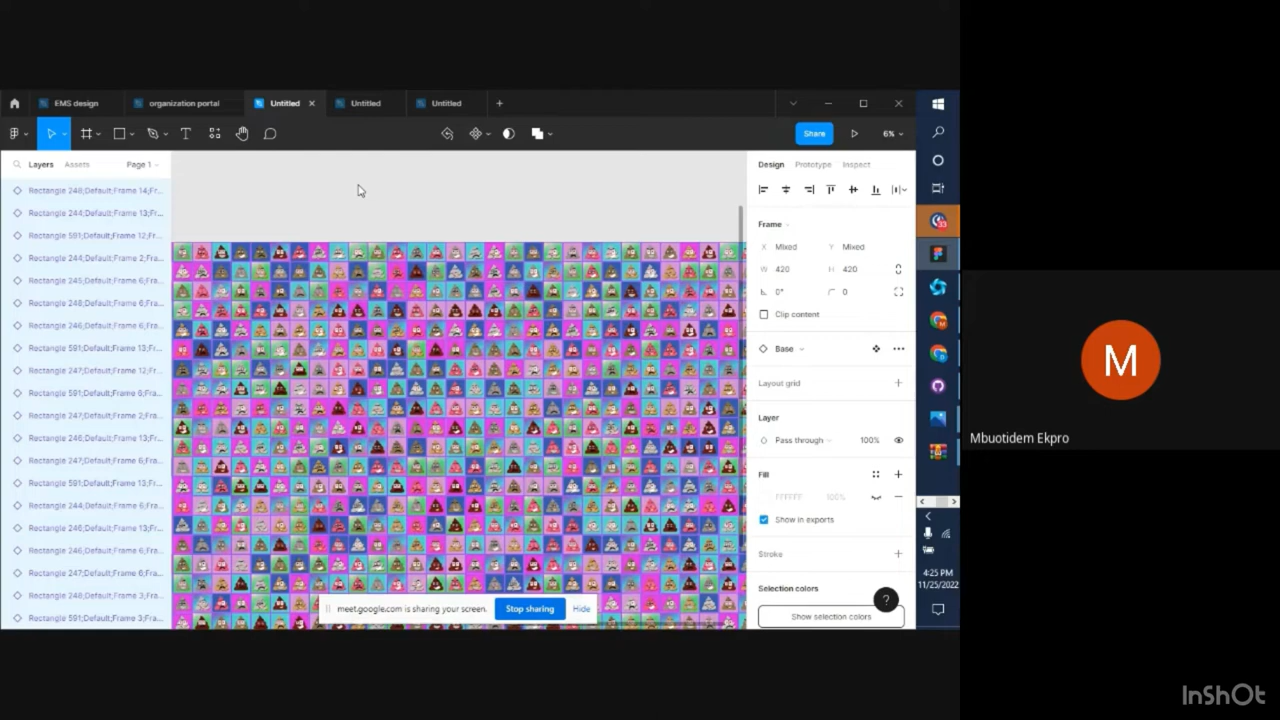 EMS design
organization portal
Untitled
Untitled
Untitled
Share
6%
Layers
Assets
Page 1
Rectangle 246;Default;Frame 14;Fr...
Rectangle 244;Default;Frame 13;Fr...
Rectangle 591;Default;Frame 12;Fr...
Rectangle 244;Default;Frame 2;Fra...
Rectangle 245;Default;Frame 6;Fra...
Rectangle 248;Default;Frame 6;Fra...
Rectangle 246;Default;Frame 13;Fr...
Rectangle 591;Default;Frame 13;Fr...
Rectangle 247;Default;Frame 12;Fr...
Rectangle 591;Default;Frame 6;Fra...
Rectangle 247;Default;Frame 2;Fra...
Rectangle 246;Default;Frame 13;Fr...
Rectangle 247;Default;Frame 6;Fra...
Rectangle 591;Default;Frame 13;Fr...
Rectangle 244;Default;Frame 6;Fra...
Rectangle 246;Default;Frame 13;Fr...
Rectangle 246;Default;Frame 6;Fra...
Rectangle 247;Default;Frame 6;Fra...
Rectangle 248;Default;Frame 3;Fra...
Rectangle 591;Default;Frame 3;Fra...
meet.google.com is sharing your screen.
Stop sharing
Hide
Design
Prototype
Inspect
Frame
X Mixed
Y Mixed
W 420
H 420
0°
0
Clip content
Base
Layout grid
Layer
Pass through
100%
Fill
FFFFFF
100%
Show in exports
Stroke
Selection colors
?
Show selection colors
4:25 PM
11/25/2022
M
Mbuotidem Ekpro
InShOt